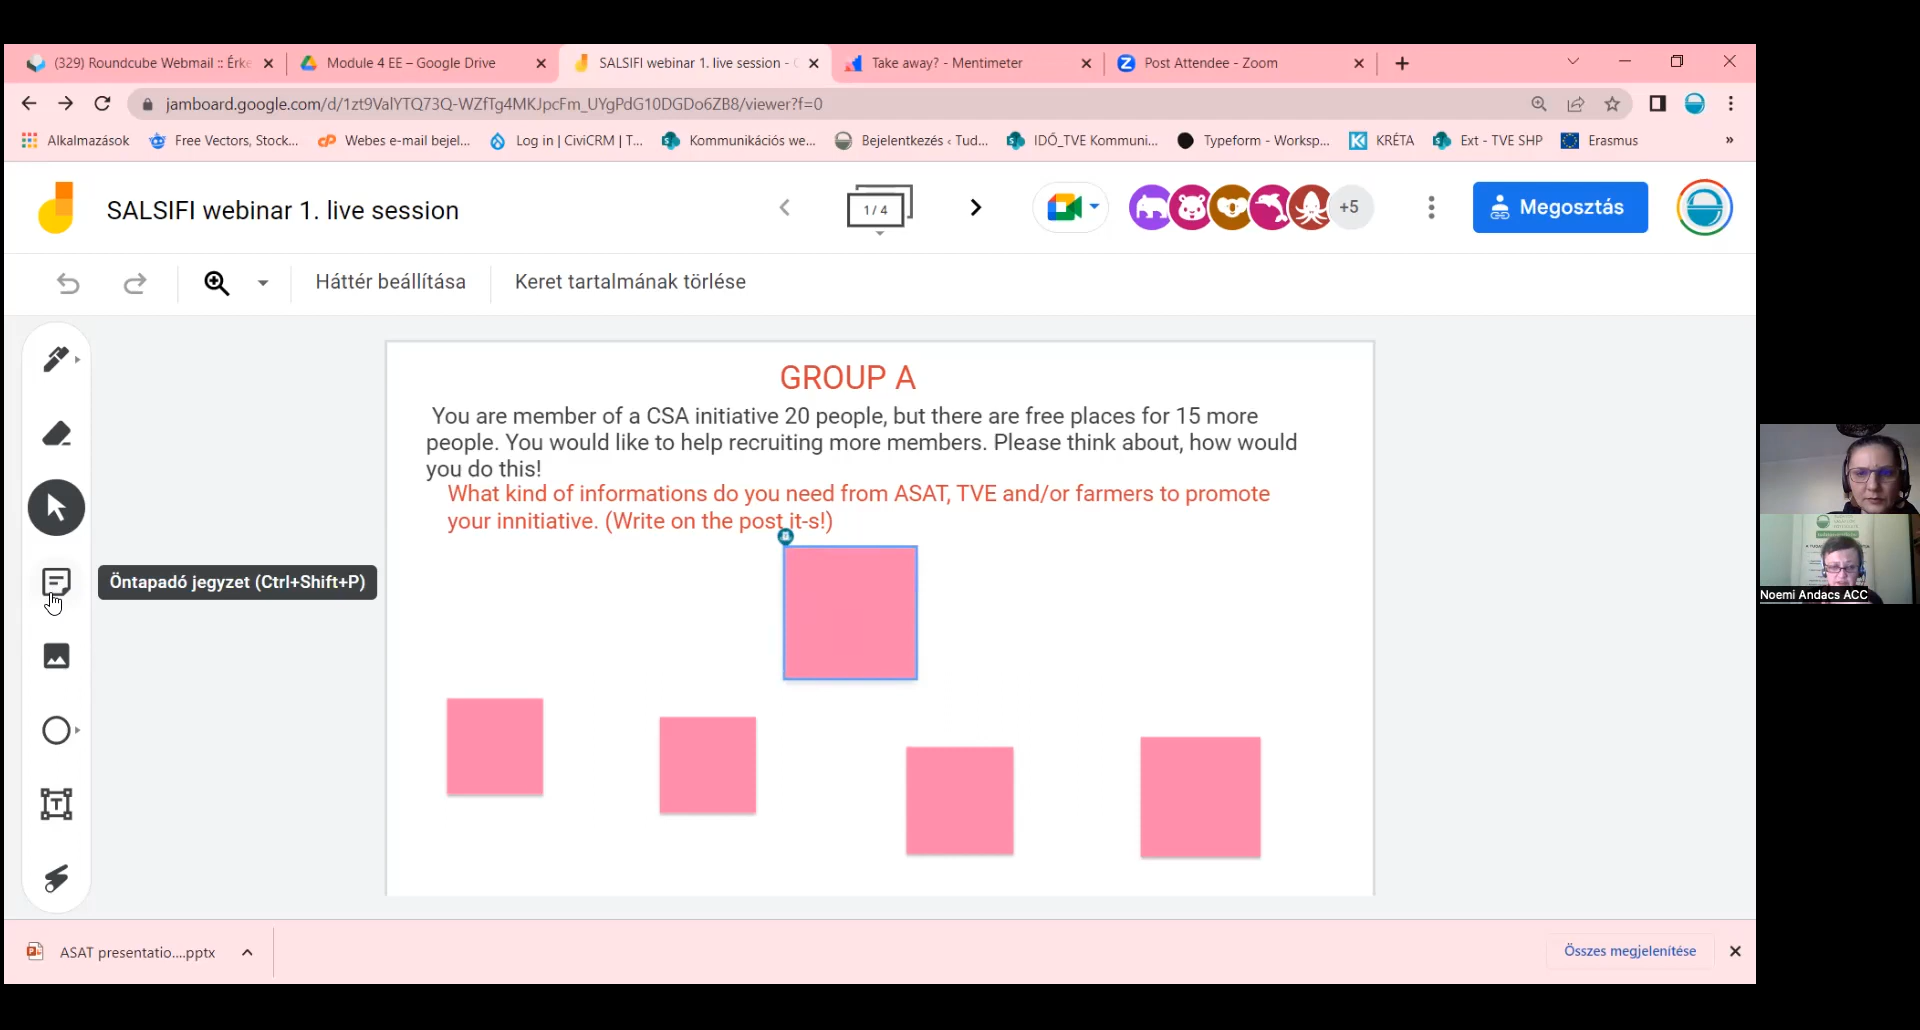 (329) Roundcube Webmail :: Érke
Module 4 EE – Google Drive
SALSIFI webinar 1. live session -
Take away? - Mentimeter
Post Attendee - Zoom
jamboard.google.com/d/1zt9ValYTQ73Q-WZfTg4MKJpcFm_UYgPdG10DGDo6ZB8/viewer?f=0
Alkalmazások
Free Vectors, Stock...
Webes e-mail bejel...
Log in | CiviCRM | T...
Kommunikációs we...
Bejelentkezés ‹ Tud...
IDŐ_TVE Kommuni...
Typeform - Worksp...
KRÉTA
Ext - TVE SHP
Erasmus
»
SALSIFI webinar 1. live session
1 / 4
+5
Megosztás
Háttér beállítása
Keret tartalmának törlése
GROUP A
You are member of a CSA initiative 20 people, but there are free places for 15 more
people. You would like to help recruiting more members. Please think about, how would
you do this!
What kind of informations do you need from ASAT, TVE and/or farmers to promote
your innitiative. (Write on the post it-s!)
Öntapadó jegyzet (Ctrl+Shift+P)
Noemi Andacs ACC
ASAT presentatio....pptx
Összes megjelenítése